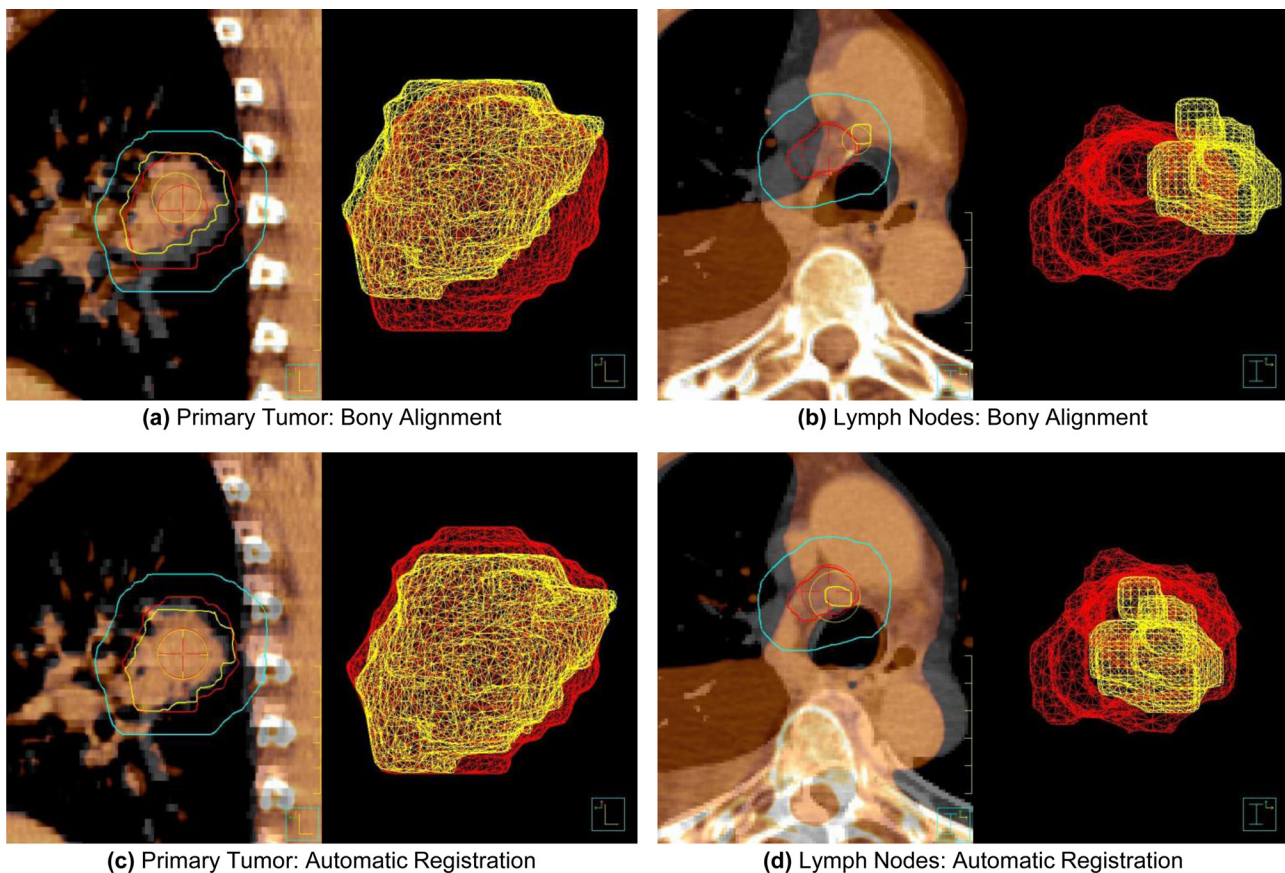 (a) Primary Tumor: Bony Alignment
(b) Lymph Nodes: Bony Alignment
(c) Primary Tumor: Automatic Registration
(d) Lymph Nodes: Automatic Registration